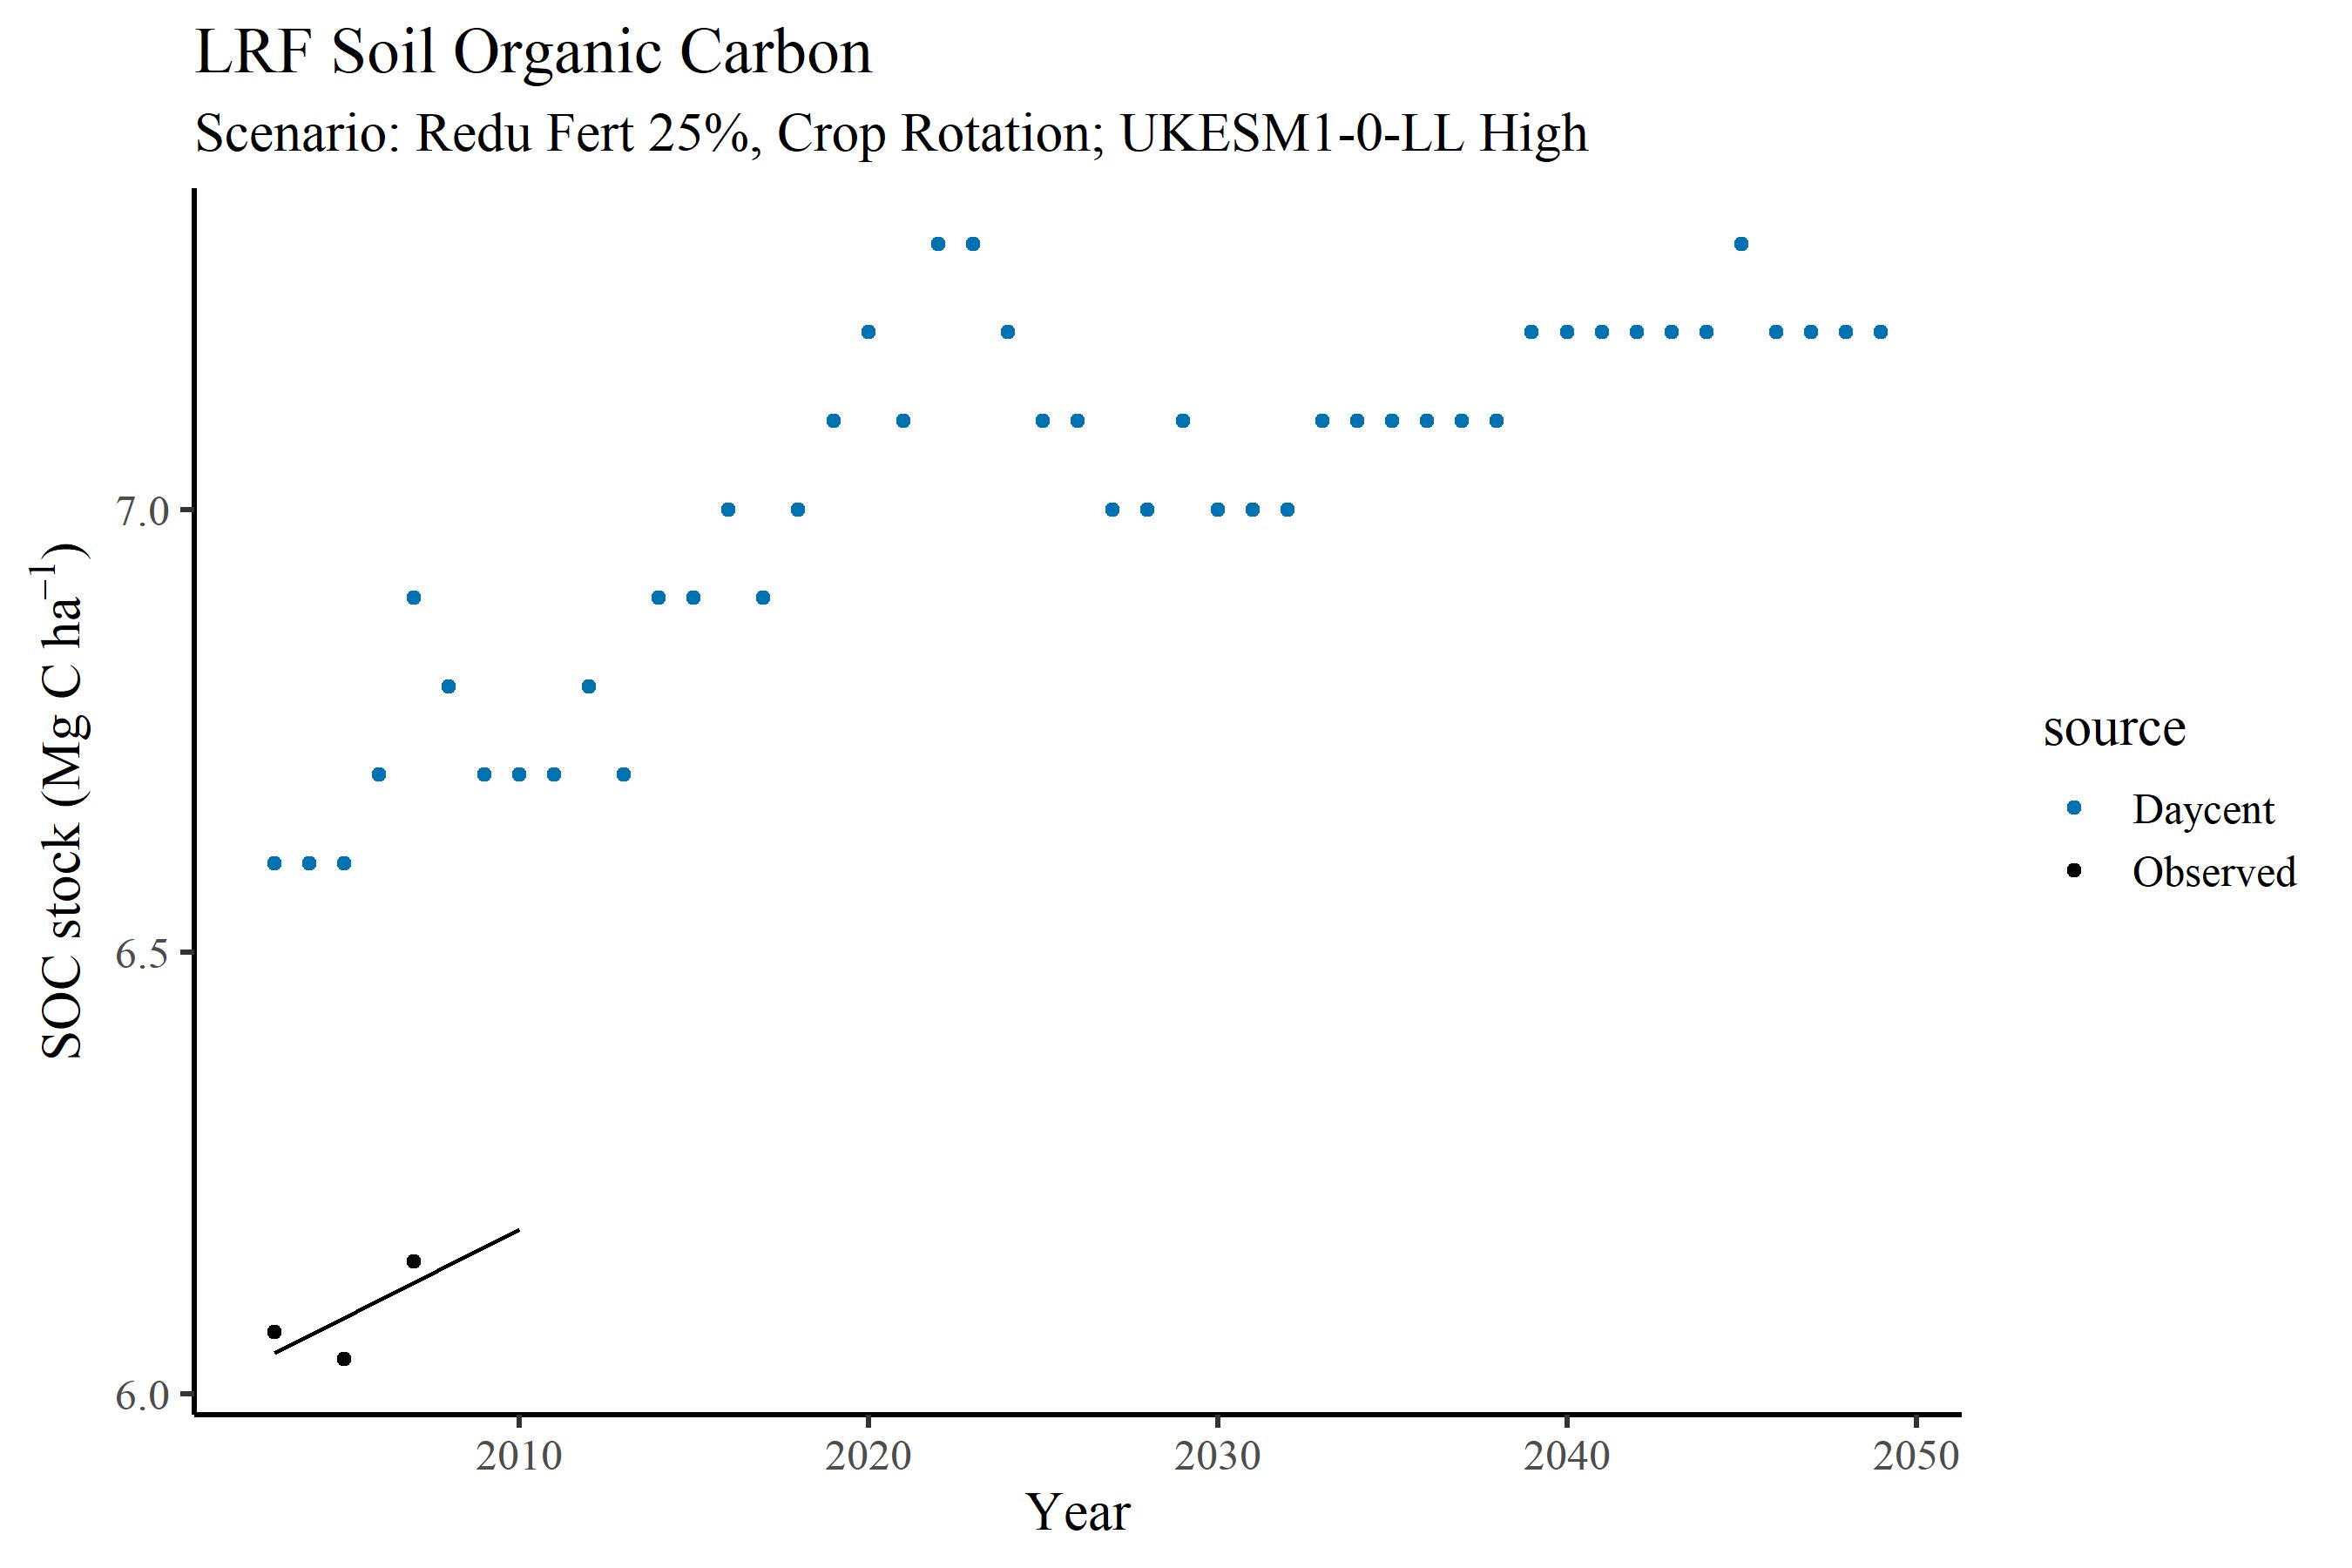 LRF Soil Organic Carbon
Scenario: Redu Fert 25%, Crop Rotation; UKESM1-0-LL High
SOC stock (Mg C ha⁻¹)
7.0
6.5
6.0
2010 2020 2030 2040 2050
Year
source
Daycent
Observed